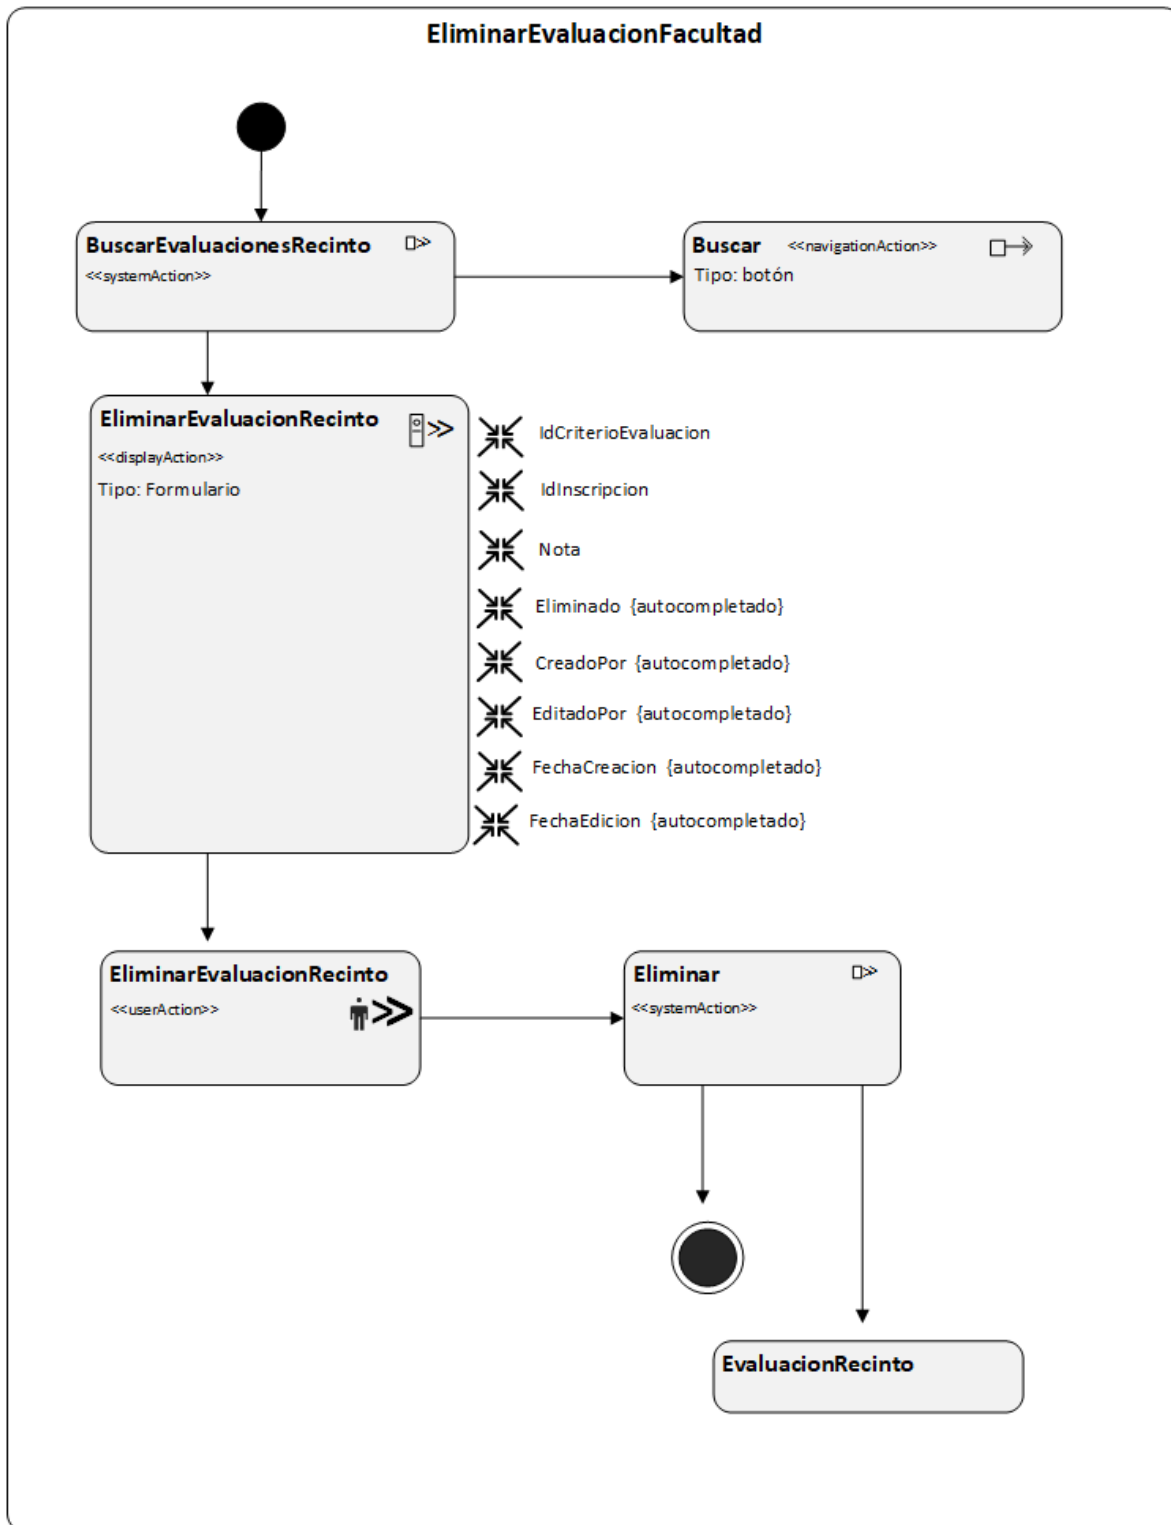 EliminarEvaluacionFacultad
BuscarEvaluacionesRecinto
<<systemAction>>
Buscar <<navigationAction>>
Tipo: botón
EliminarEvaluacionRecinto
<<displayAction>>
Tipo: Formulario
IdCriterioEvaluacion
IdInscripcion
Nota
Eliminado {autocompletado}
CreadoPor {autocompletado}
EditadoPor {autocompletado}
FechaCreacion {autocompletado}
FechaEdicion {autocompletado}
EliminarEvaluacionRecinto
<<userAction>>
Eliminar
<<systemAction>>
EvaluacionRecinto